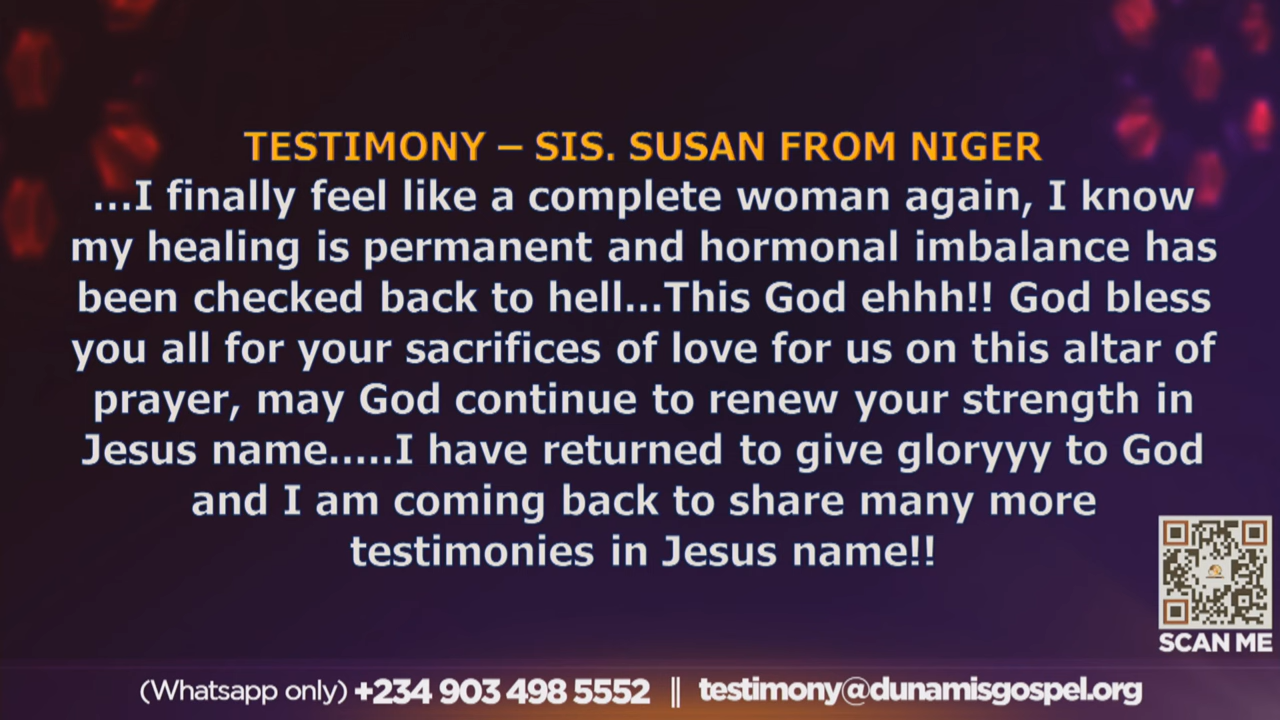 TESTIMONY – SIS. SUSAN FROM NIGER
...I finally feel like a complete woman again, I know
my healing is permanent and hormonal imbalance has
been checked back to hell...This God ehhh!! God bless
you all for your sacrifices of love for us on this altar of
prayer, may God continue to renew your strength in
Jesus name.....I have returned to give gloryyy to God
and I am coming back to share many more
testimonies in Jesus name!!
SCAN ME
(Whatsapp only) +234 903 498 5552 || testimony@dunamisgospel.org